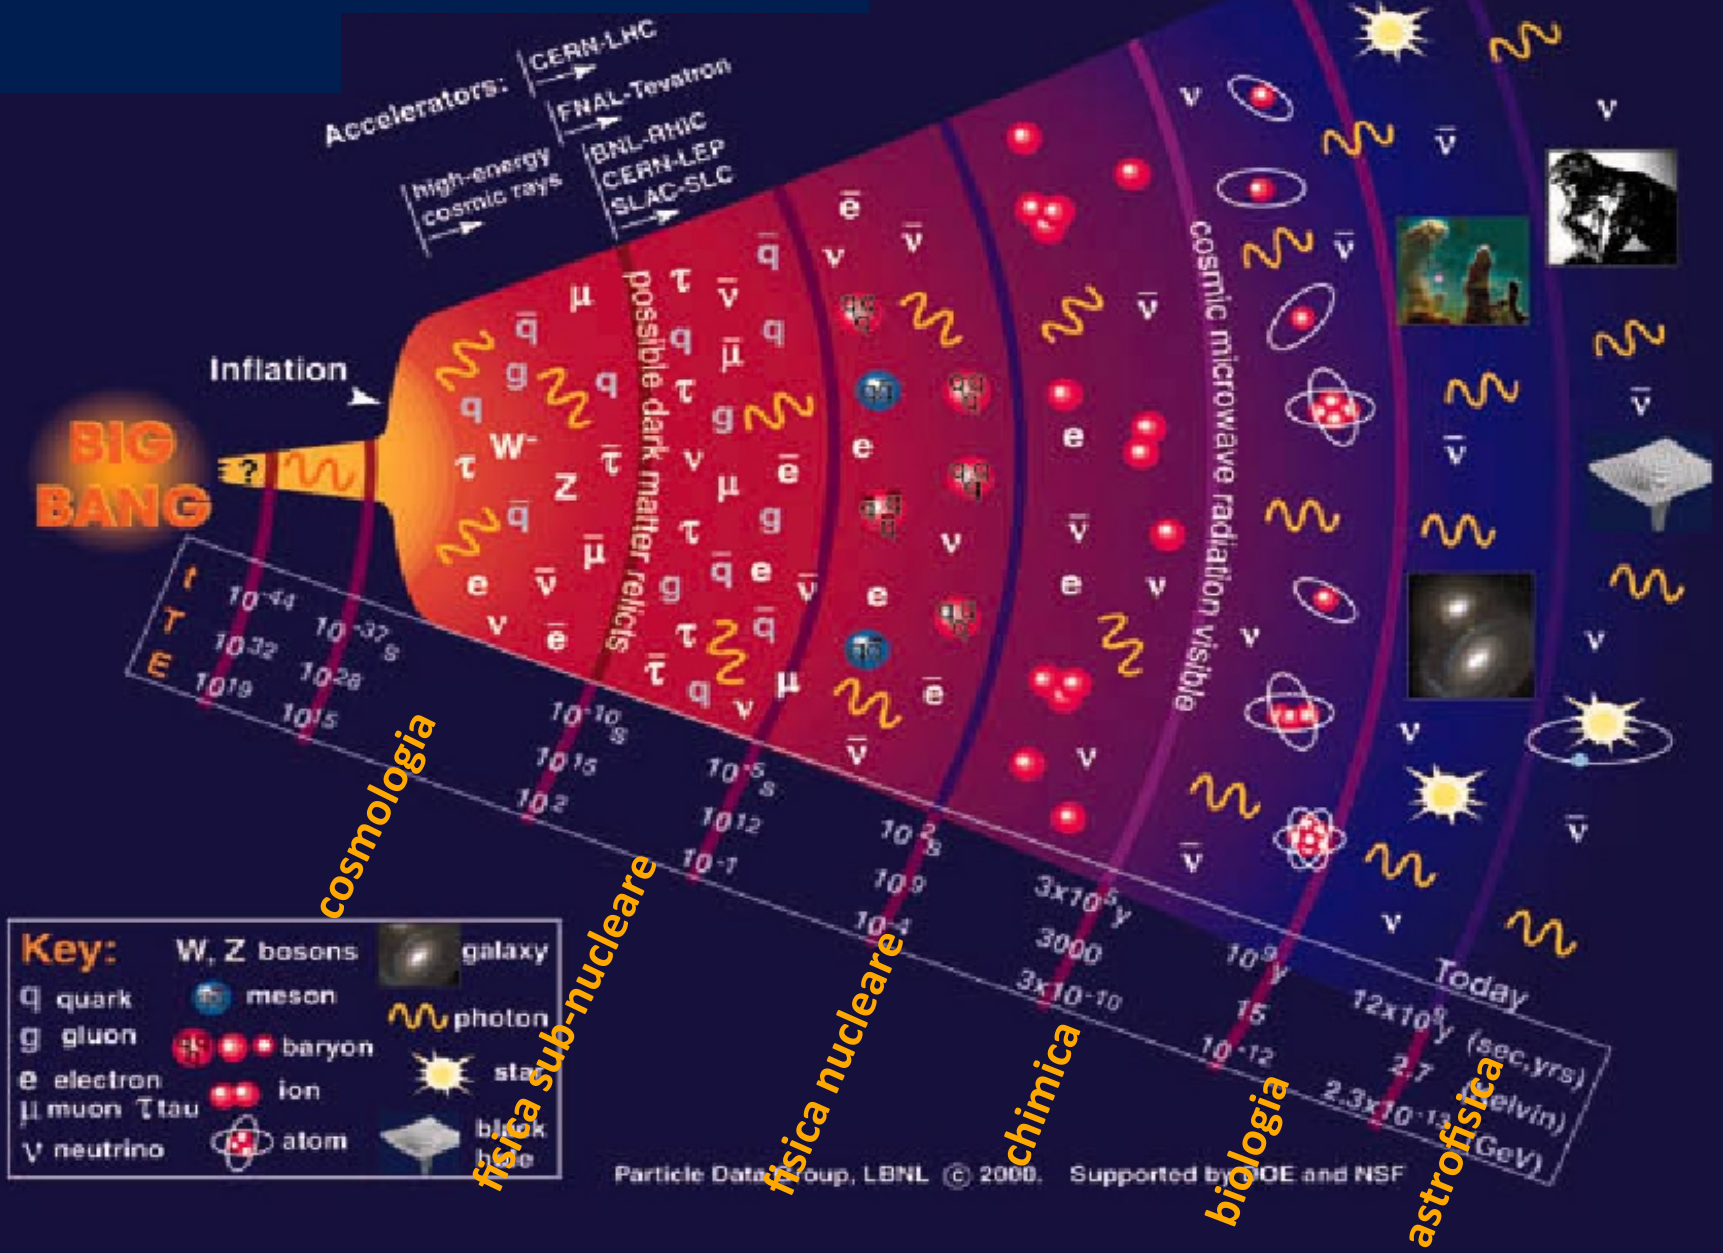 Accelerators:
CERN-LHC
FNAL-Tevatron
BNL-RHIC
CERN-LEP
SLAC-SLC
high-energy
cosmic rays
Inflation
BIG
BANG
?
possible dark matter relicts
cosmic microwave radiation visible
μ
q̅
g
q
q
W⁻
τ
Z
τ̅
q̅
μ̅
e
ν̅
ν
e̅
τ
ν̅
q̅
q
μ̅
q
τ
g
ν
μ
e̅
τ
g
g
q̅
e
ν̅
τ
q̅
τ̅
q
μ
ν
e̅
ν
ν̅
e
ν
e
e̅
ν̅
ν̅
e
ν̅
e
ν
ν
ν
ν̅
ν
ν̅
ν̅
ν̅
ν
ν
ν
ν̅
ν
ν̅
t
T
E
10⁻⁴⁴
10³²
10¹⁹
10⁻³⁷ s
10²⁸
10¹⁵
10⁻¹⁰ s
10¹⁵
10²
10⁻⁵ s
10¹²
10⁻¹
10² s
10⁹
10⁻⁴
3x10⁵y
3000
3x10⁻¹⁰
10⁹y
15
10⁻¹²
Today
12x10⁹y (sec,yrs)
2.7 (Kelvin)
2.3x10⁻¹³ (GeV)
cosmologia
fisica sub-nucleare
fisica nucleare
chimica
biologia
astrofisica
Key:
W, Z bosons
galaxy
q quark
meson
photon
g gluon
baryon
star
e electron
ion
μ muon τ tau
black
hole
ν neutrino
atom
Particle Data Group, LBNL © 2000. Supported by DOE and NSF